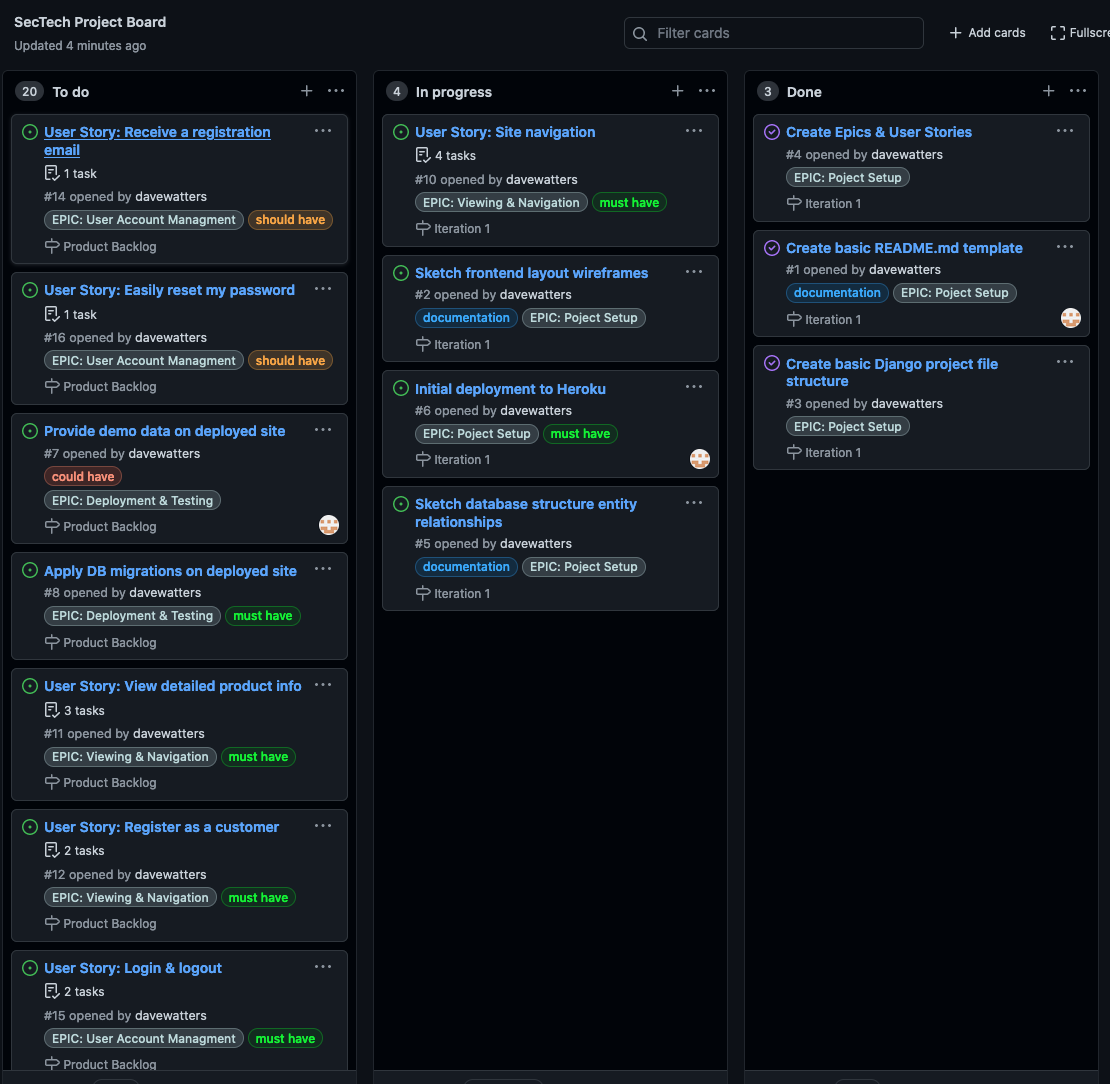 SecTech Project Board
Updated 4 minutes ago
Filter cards
Add cards
Fullscre
20 To do
User Story: Receive a registration
email
1 task
#14 opened by davewatters
EPIC: User Account Managment should have
Product Backlog
User Story: Easily reset my password
1 task
#16 opened by davewatters
EPIC: User Account Managment should have
Product Backlog
Provide demo data on deployed site
#7 opened by davewatters
could have
EPIC: Deployment & Testing
Product Backlog
Apply DB migrations on deployed site
#8 opened by davewatters
EPIC: Deployment & Testing must have
Product Backlog
User Story: View detailed product info
3 tasks
#11 opened by davewatters
EPIC: Viewing & Navigation must have
Product Backlog
User Story: Register as a customer
2 tasks
#12 opened by davewatters
EPIC: Viewing & Navigation must have
Product Backlog
User Story: Login & logout
2 tasks
#15 opened by davewatters
EPIC: User Account Managment must have
Product Backlog
4 In progress
User Story: Site navigation
4 tasks
#10 opened by davewatters
EPIC: Viewing & Navigation must have
Iteration 1
Sketch frontend layout wireframes
#2 opened by davewatters
documentation EPIC: Poject Setup
Iteration 1
Initial deployment to Heroku
#6 opened by davewatters
EPIC: Poject Setup must have
Iteration 1
Sketch database structure entity
relationships
#5 opened by davewatters
documentation EPIC: Poject Setup
Iteration 1
3 Done
Create Epics & User Stories
#4 opened by davewatters
EPIC: Poject Setup
Iteration 1
Create basic README.md template
#1 opened by davewatters
documentation EPIC: Poject Setup
Iteration 1
Create basic Django project file
structure
#3 opened by davewatters
EPIC: Poject Setup
Iteration 1